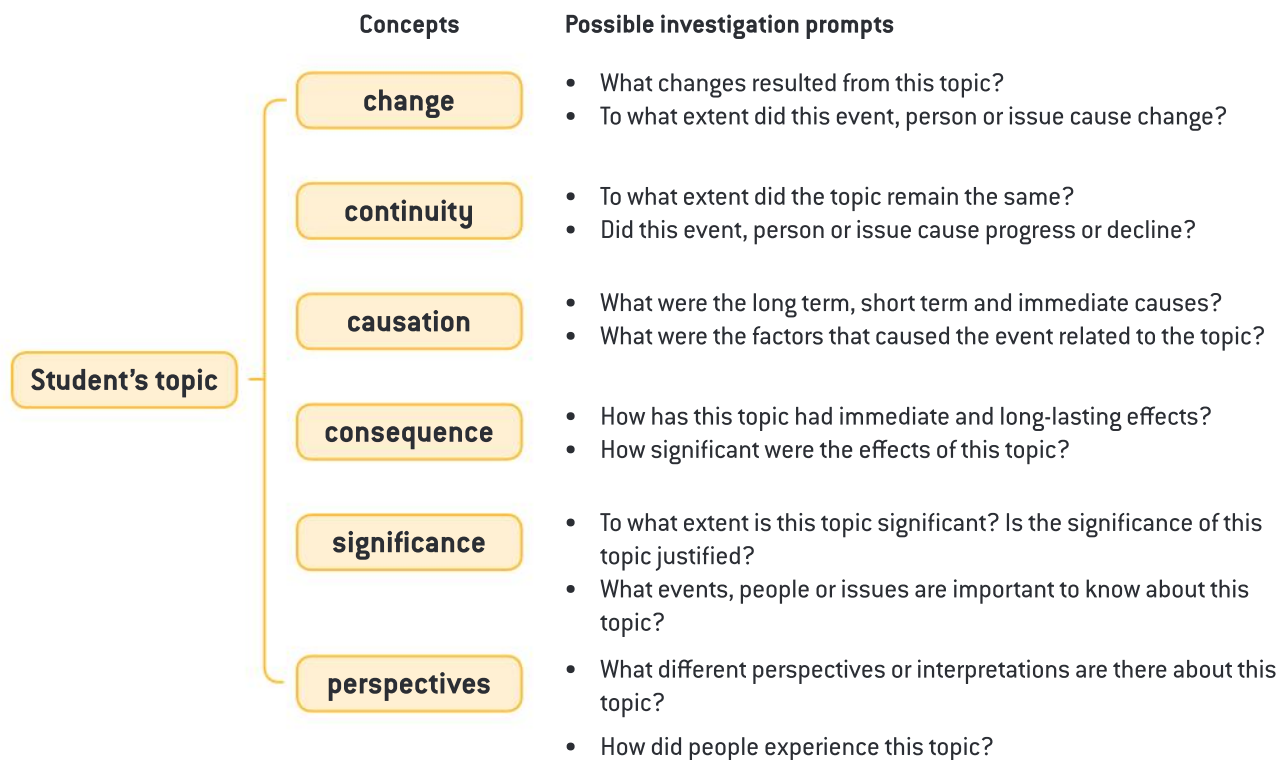 Concepts
Possible investigation prompts
change
• What changes resulted from this topic?
• To what extent did this event, person or issue cause change?
continuity
• To what extent did the topic remain the same?
• Did this event, person or issue cause progress or decline?
causation
• What were the long term, short term and immediate causes?
• What were the factors that caused the event related to the topic?
Student’s topic
consequence
• How has this topic had immediate and long-lasting effects?
• How significant were the effects of this topic?
significance
• To what extent is this topic significant? Is the significance of this
topic justified?
• What events, people or issues are important to know about this
topic?
perspectives
• What different perspectives or interpretations are there about this
topic?
• How did people experience this topic?